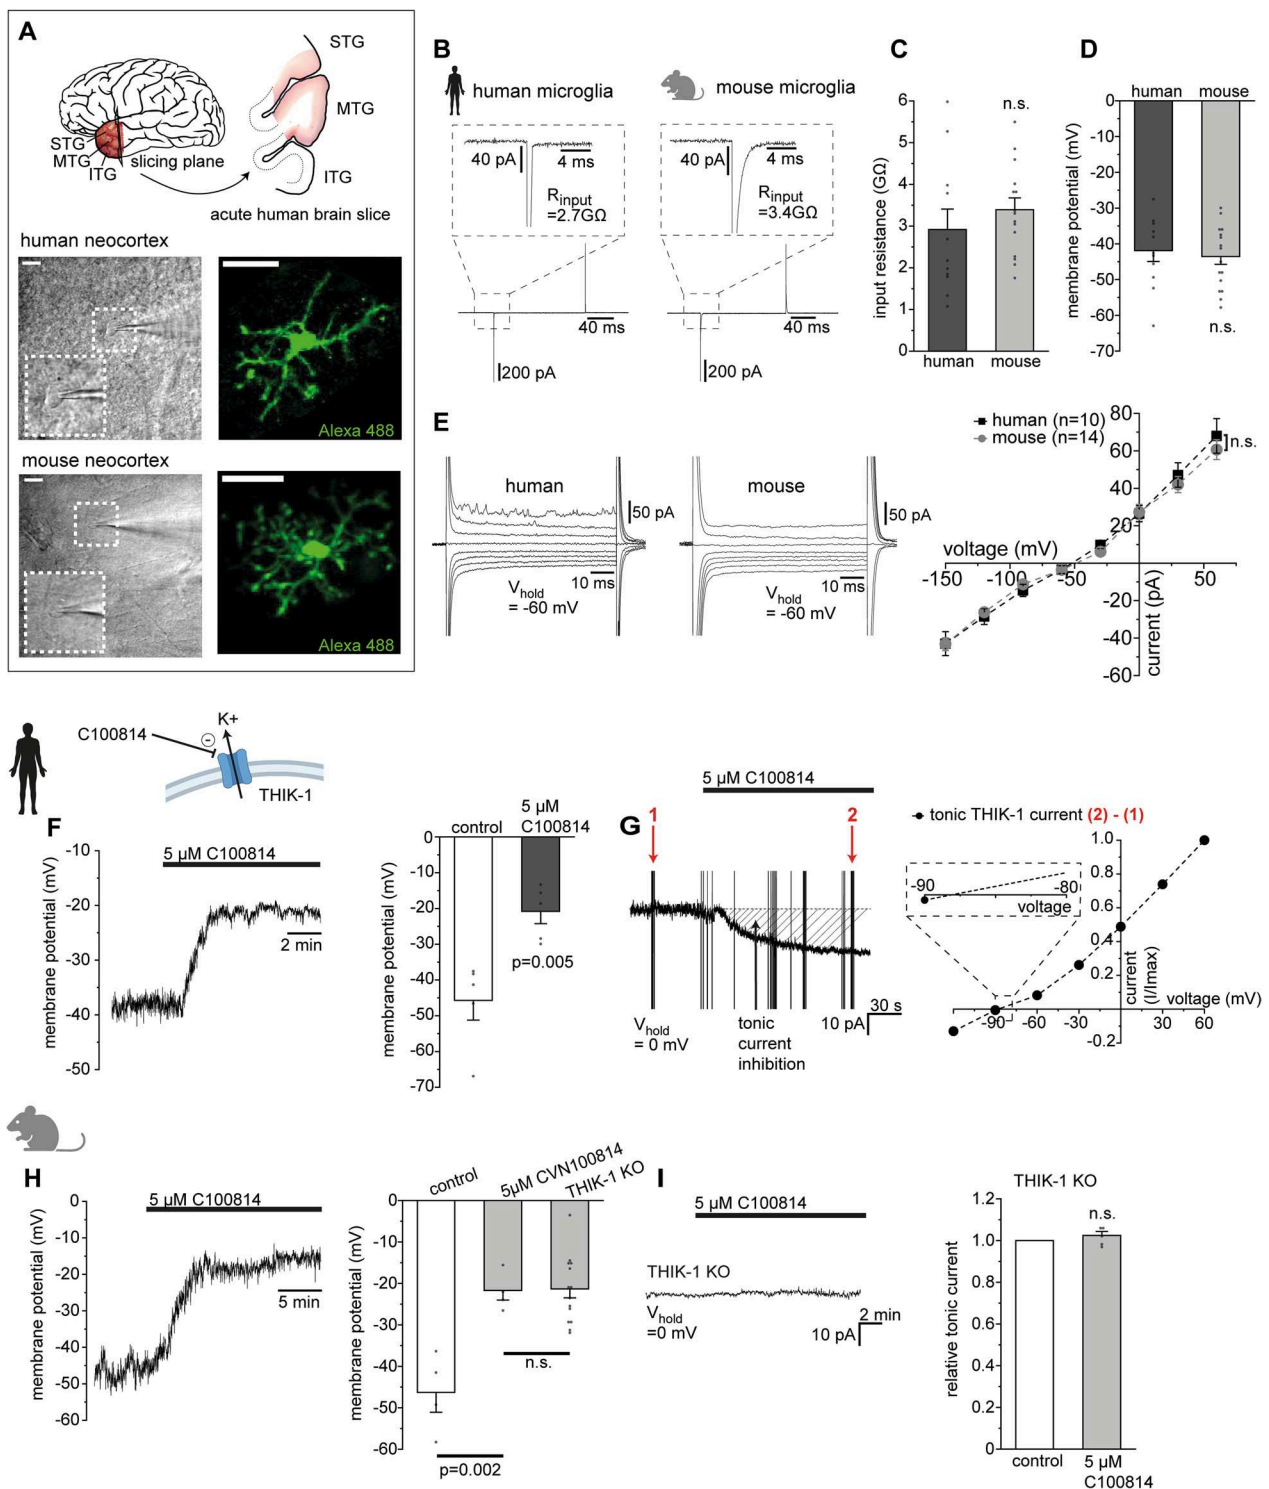 A
STG
MTG
ITG
STG
MTG
ITG
slicing plane
acute human brain slice
human neocortex
Alexa 488
mouse neocortex
Alexa 488
B
human microglia
mouse microglia
40 pA
4 ms
Rinput
=2.7GΩ
40 pA
4 ms
Rinput
=3.4GΩ
40 ms
200 pA
40 ms
200 pA
C
n.s.
input resistance (GΩ)
6
5
4
3
2
1
0
human
mouse
D
human
mouse
membrane potential (mV)
0
-10
-20
-30
-40
-50
-60
-70
n.s.
E
human
50 pA
10 ms
Vhold
= -60 mV
mouse
50 pA
10 ms
Vhold
= -60 mV
human (n=10)
mouse (n=14)
n.s.
80
60
40
20
-20
-40
-60
voltage (mV)
-150
-100
-50
0
50
current (pA)
C100814
K+
-
THIK-1
F
5 µM C100814
membrane potential (mV)
-10
-20
-30
-40
-50
2 min
control
5 µM
C100814
membrane potential (mV)
0
-10
-20
-30
-40
-50
-60
-70
p=0.005
G
5 µM C100814
1
2
Vhold
= 0 mV
tonic
current
inhibition
30 s
10 pA
tonic THIK-1 current (2) - (1)
-90
-80
voltage
1.0
0.8
0.6
0.4
0.2
-0.2
current
(I/Imax)
voltage (mV)
-90
-60
-30
0
30
60
H
5 µM C100814
membrane potential (mV)
0
-10
-20
-30
-40
-50
-60
5 min
control
5µM CVN100814
THIK-1 KO
membrane potential (mV)
0
-10
-20
-30
-40
-50
-60
n.s.
p=0.002
I
5 µM C100814
THIK-1 KO
Vhold
=0 mV
2 min
10 pA
THIK-1 KO
n.s.
relative tonic current
1.2
1.0
0.8
0.6
0.4
0.2
0
control
5 µM
C100814